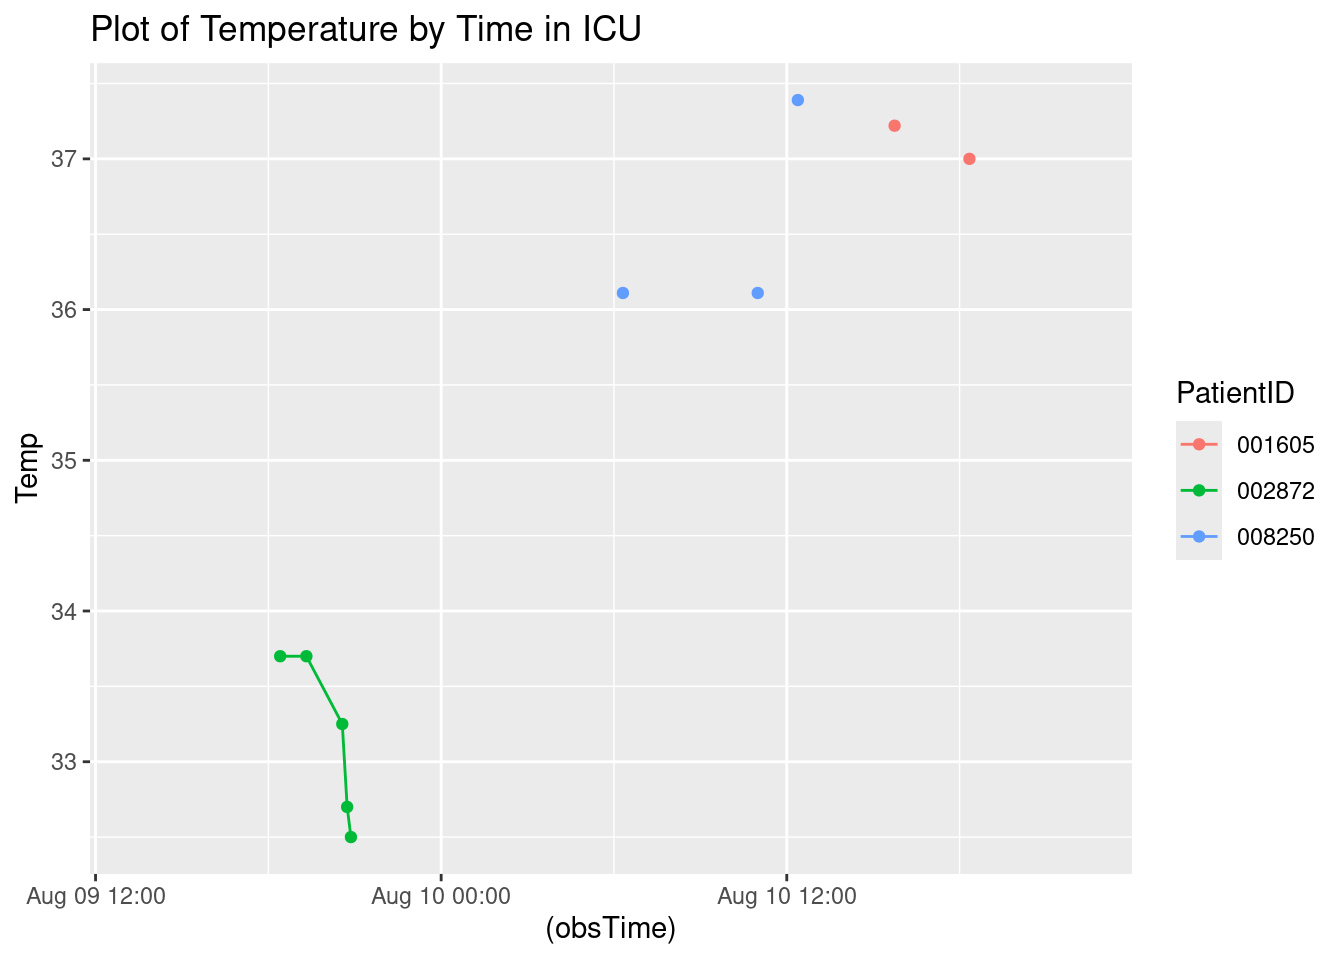 Plot of Temperature by Time in ICU
37
36
35
34
33
Temp
Aug 09 12:00
Aug 10 00:00
Aug 10 12:00
(obsTime)
PatientID
001605
002872
008250